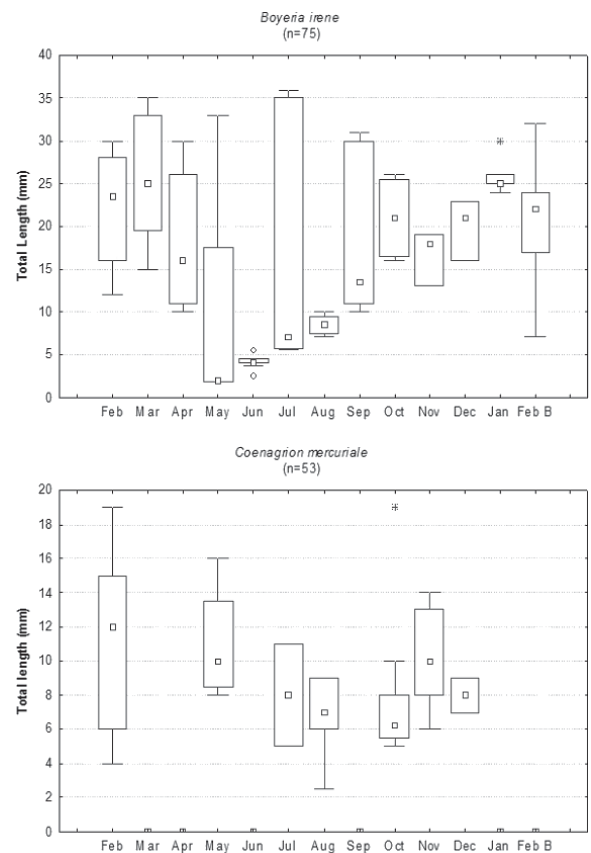 Boyeria irene
(n=75)
Total Length (mm)
40
35
30
25
20
15
10
5
0
Feb Mar Apr May Jun Jul Aug Sep Oct Nov Dec Jan Feb B
Coenagrion mercuriale
(n=53)
Total length (mm)
20
18
16
14
12
10
8
6
4
2
0
Feb Mar Apr May Jun Jul Aug Sep Oct Nov Dec Jan Feb B